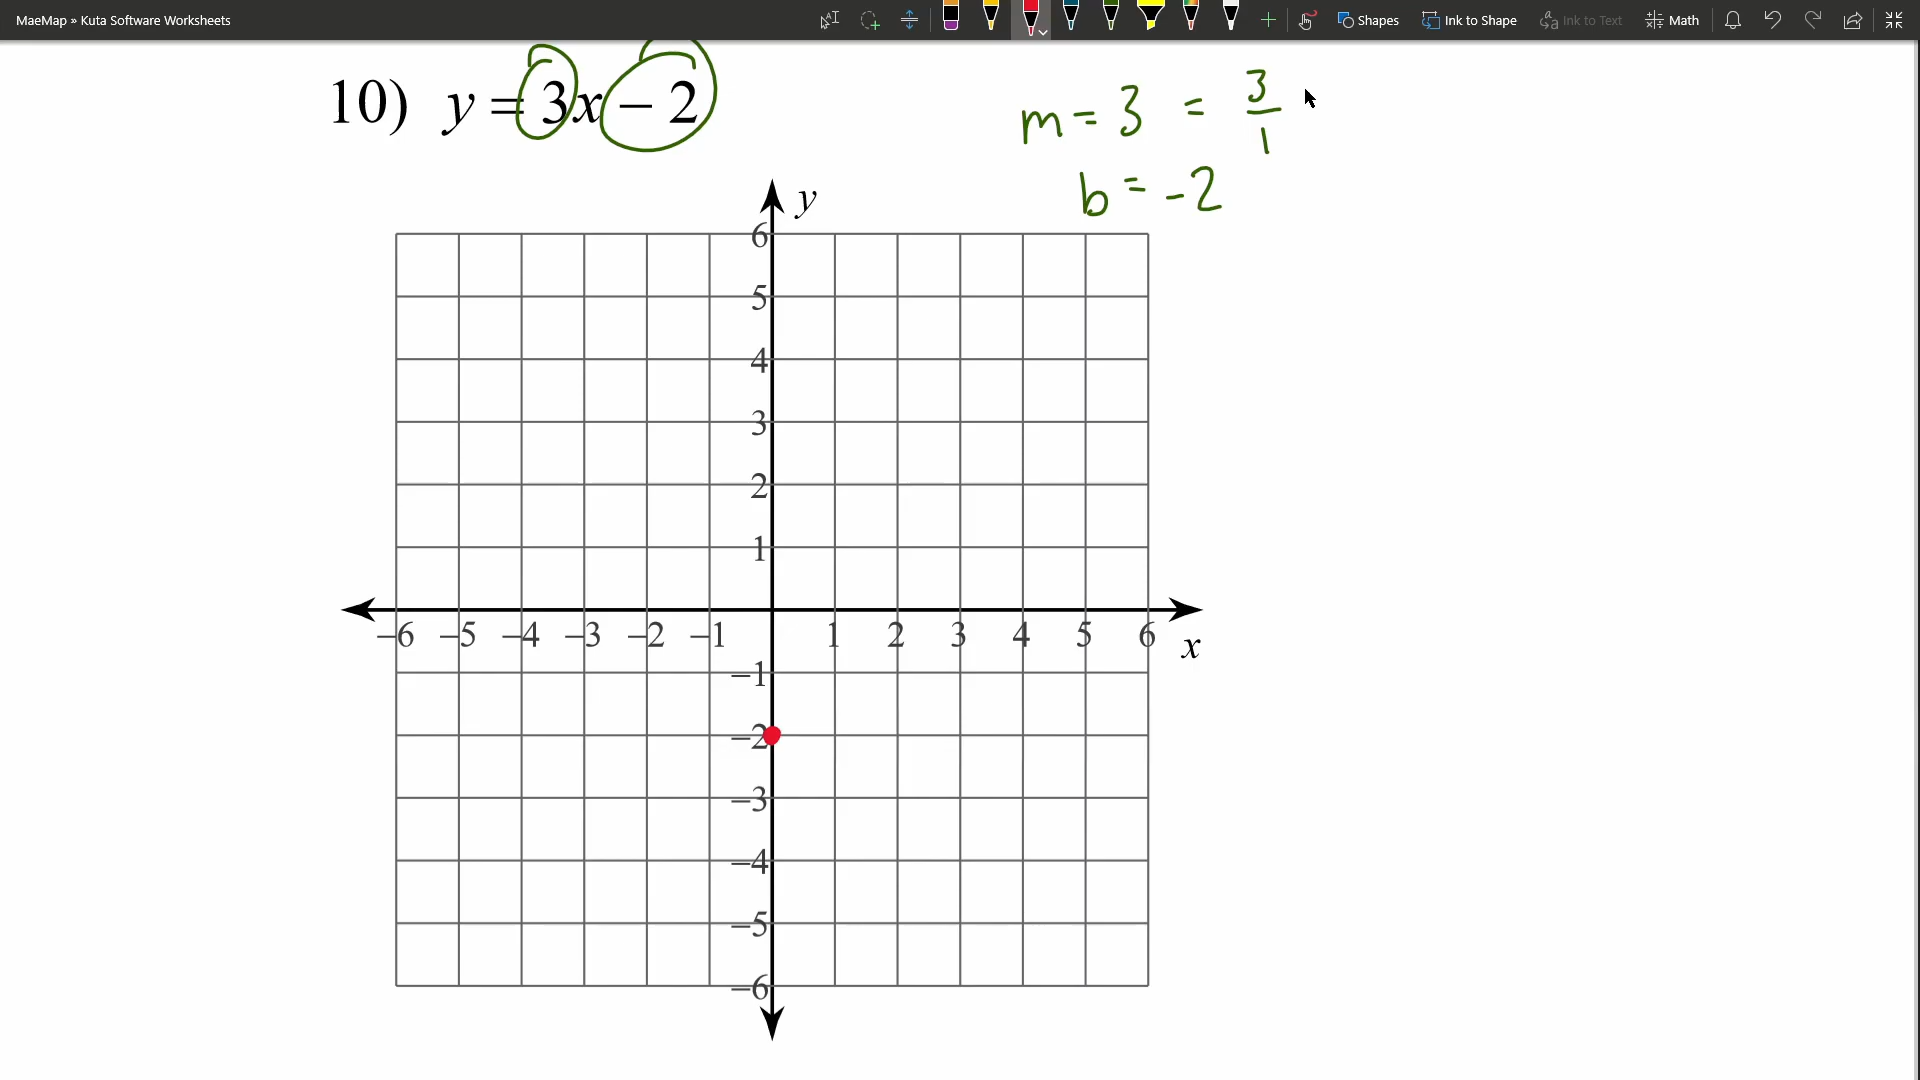 MaeMap » Kuta Software Worksheets
Shapes
Ink to Shape
Ink to Text
Math
10) y = 3x − 2
m = 3 = 3/1
b = -2
y
6
5
4
3
2
1
−6 −5 −4 −3 −2 −1 1 2 3 4 5 6
x
−1
−2
−3
−4
−5
−6